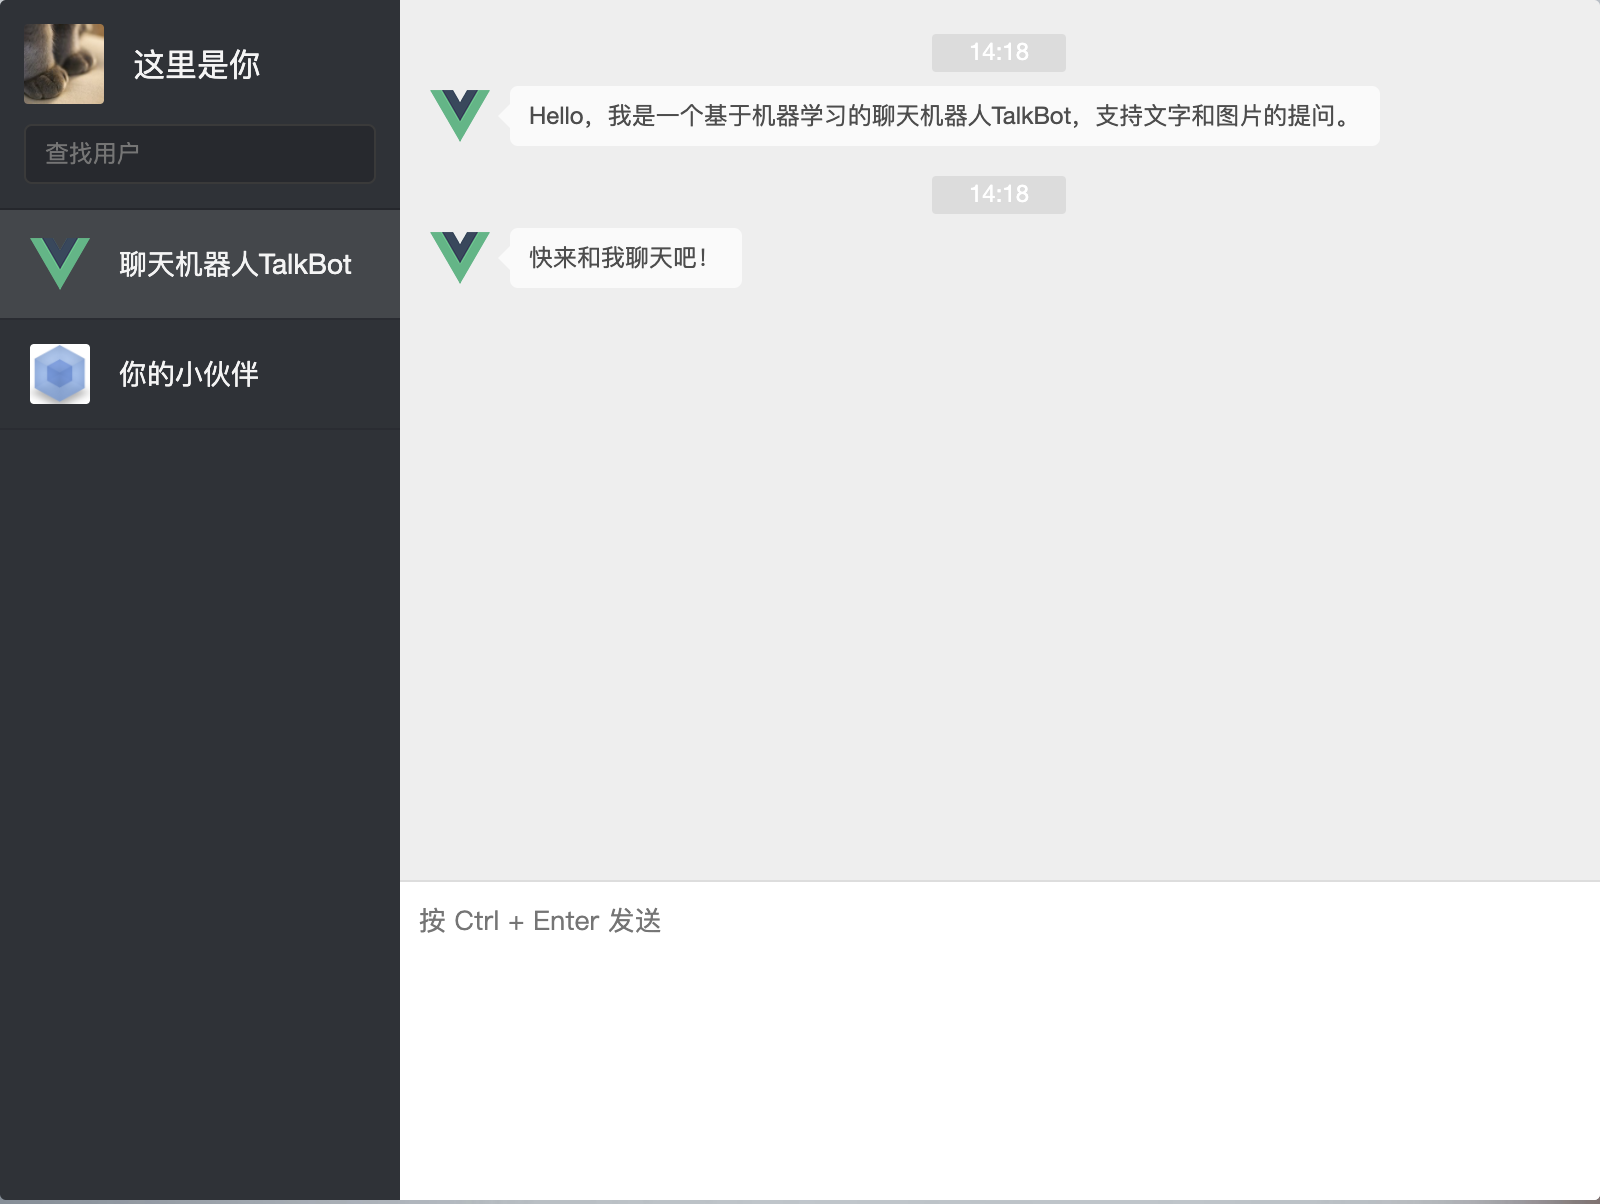 这里是你
查找用户
聊天机器人TalkBot
你的小伙伴
14:18
Hello，我是一个基于机器学习的聊天机器人TalkBot，支持文字和图片的提问。
14:18
快来和我聊天吧！
按 Ctrl + Enter 发送